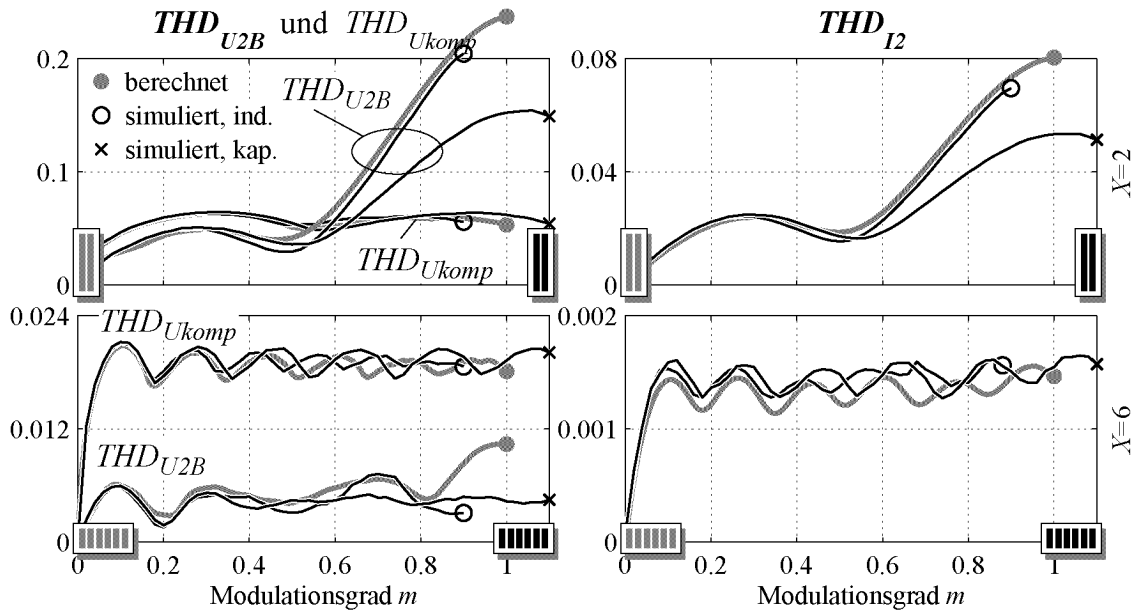 THD_U2B und THD_Ukomp
THD_I2
0.2
0.1
0
berechnet
simuliert, ind.
simuliert, kap.
THD_U2B
THD_Ukomp
0.08
0.04
0
X=2
0.024
0.012
0
THD_Ukomp
THD_U2B
0 0.2 0.4 0.6 0.8 1
Modulationsgrad m
0.002
0.001
0
X=6
0 0.2 0.4 0.6 0.8 1
Modulationsgrad m